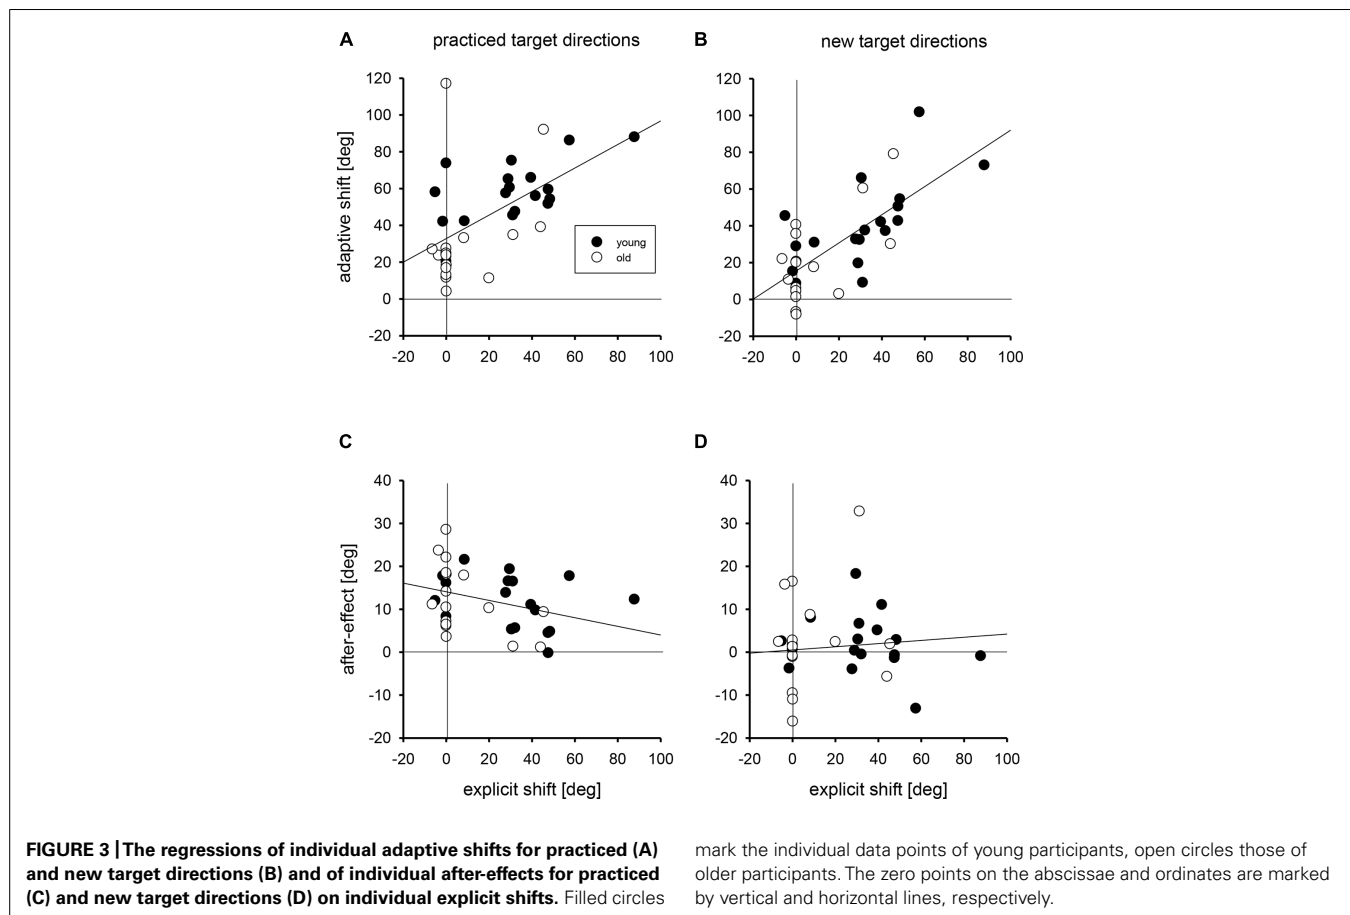 A practiced target directions
B new target directions
120
100
80
60
40
20
0
-20
adaptive shift [deg]
-20 0 20 40 60 80 100
young
old
120
100
80
60
40
20
0
-20
-20 0 20 40 60 80 100
C
D
40
30
20
10
0
-10
-20
after-effect [deg]
-20 0 20 40 60 80 100
explicit shift [deg]
40
30
20
10
0
-10
-20
-20 0 20 40 60 80 100
explicit shift [deg]
FIGURE 3 | The regressions of individual adaptive shifts for practiced (A)
and new target directions (B) and of individual after-effects for practiced
(C) and new target directions (D) on individual explicit shifts. Filled circles
mark the individual data points of young participants, open circles those of
older participants. The zero points on the abscissae and ordinates are marked
by vertical and horizontal lines, respectively.